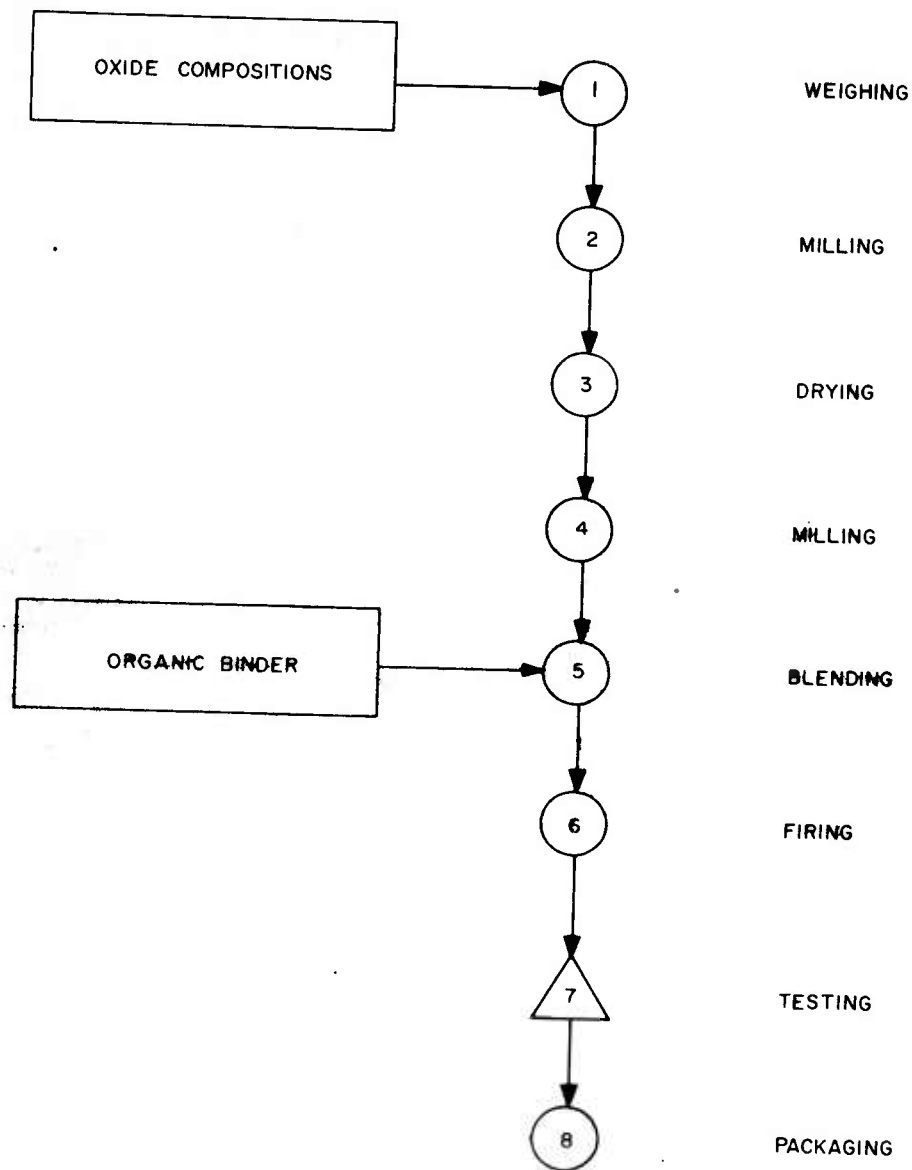 OXIDE COMPOSITIONS
1
WEIGHING
2
MILLING
3
DRYING
4
MILLING
ORGANIC BINDER
5
BLENDING
6
FIRING
7
TESTING
8
PACKAGING